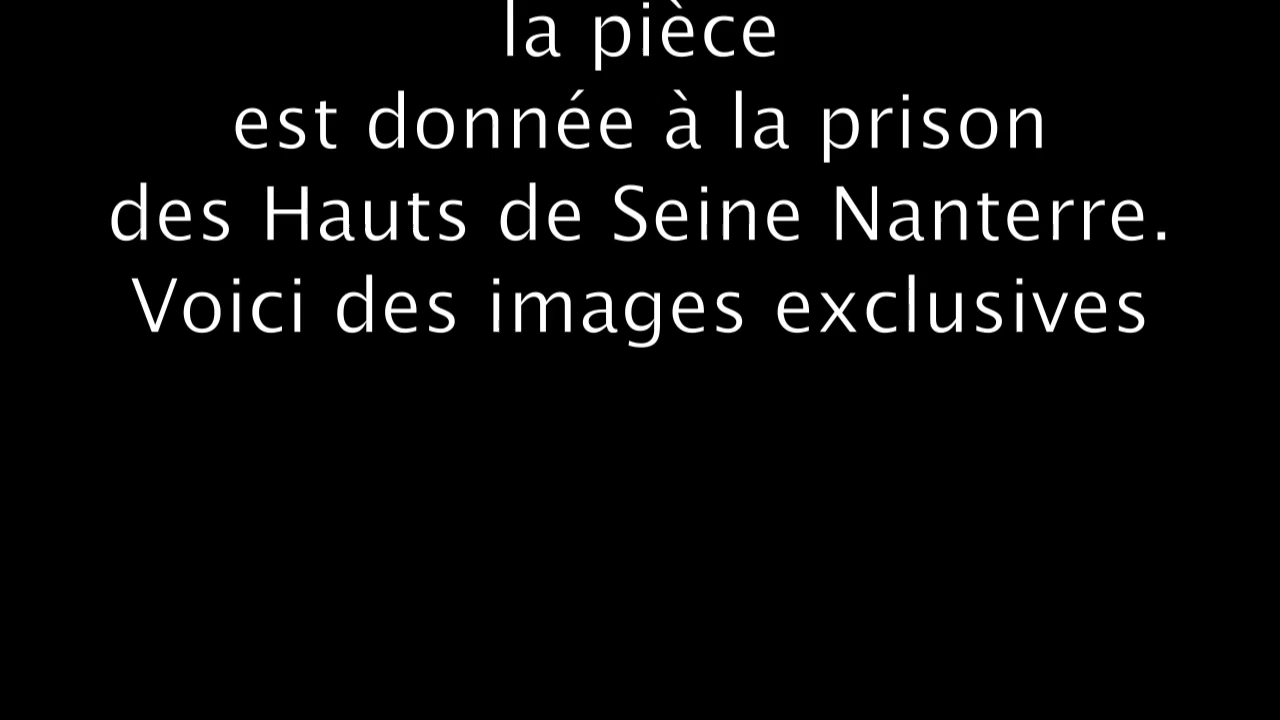 la pièce
est donnée à la prison
des Hauts de Seine Nanterre.
Voici des images exclusives